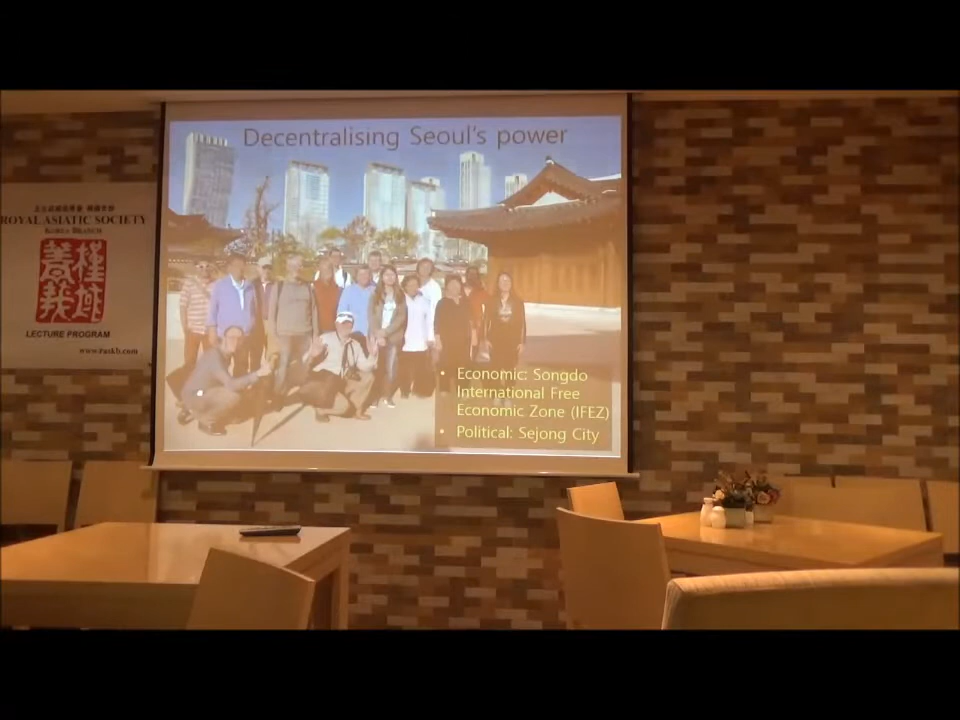 Decentralising Seoul's power
• Economic: Songdo
International Free
Economic Zone (IFEZ)
• Political: Sejong City
ROYAL ASIATIC SOCIETY
KOREA BRANCH
LECTURE PROGRAM
www.raskb.com